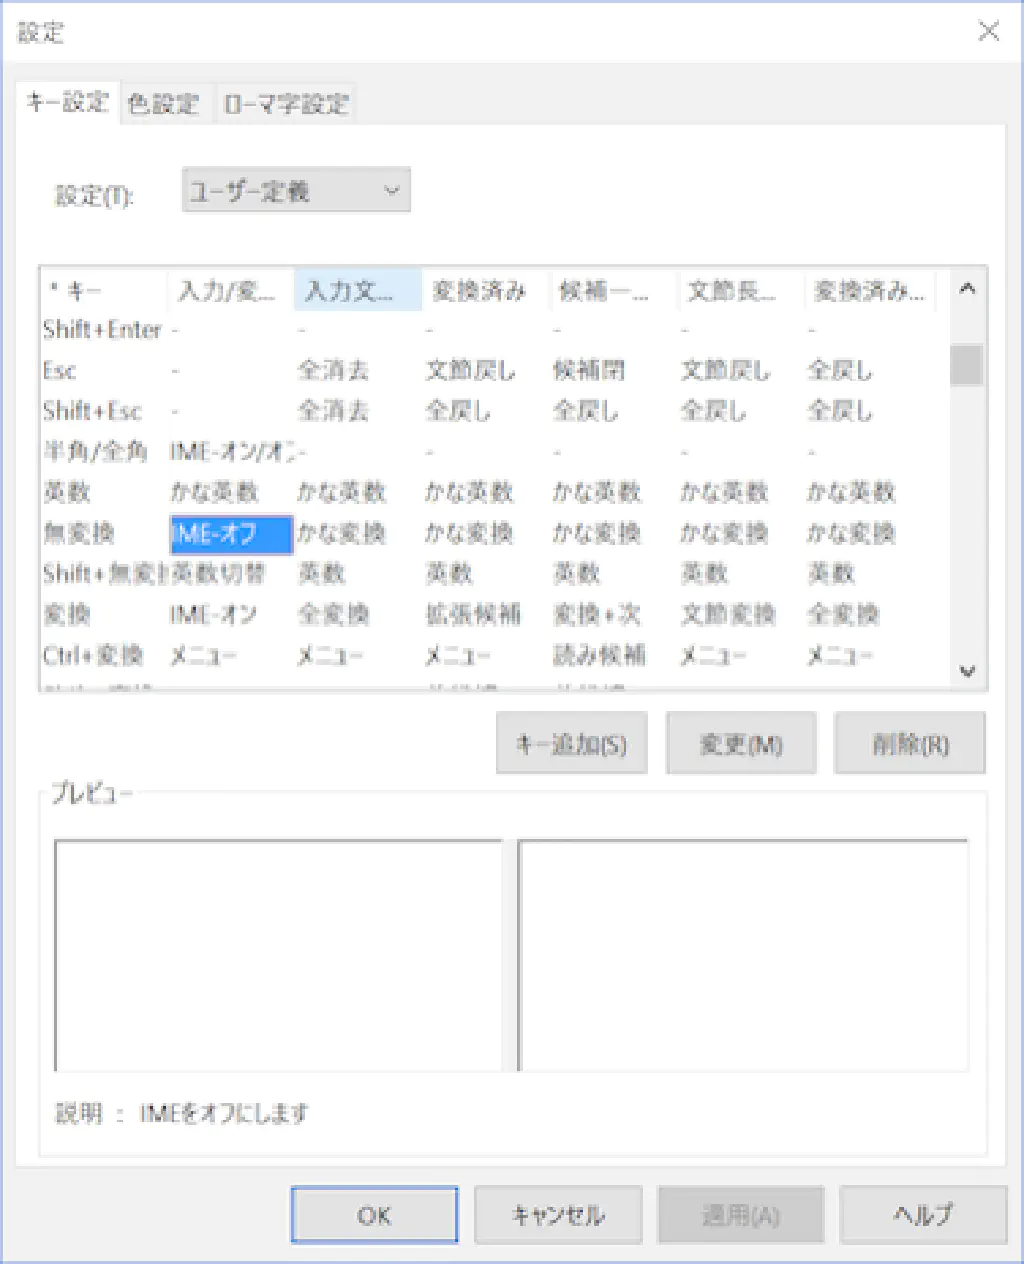 設定
キー設定 色設定 ローマ字設定
設定(T): ユーザー定義
* キー 入力/変... 入力文... 変換済み 候補一... 文節長... 変換済み...
Shift+Enter - - - - - -
Esc - 全消去 文節戻し 候補閉 文節戻し 全戻し
Shift+Esc - 全消去 全戻し 全戻し 全戻し 全戻し
半角/全角 IME-オン/オ - - - - -
英数 かな英数 かな英数 かな英数 かな英数 かな英数 かな英数
無変換 IME-オフ かな変換 かな変換 かな変換 かな変換 かな変換
Shift+無変 英数切替 英数 英数 英数 英数 英数
変換 IME-オン 全変換 拡張候補 変換+次 文節変換 全変換
Ctrl+変換 メニュー メニュー メニュー 読み候補 メニュー メニュー
キー追加(S) 変更(M) 削除(R)
プレビュー
説明 : IMEをオフにします
OK キャンセル 適用(A) ヘルプ